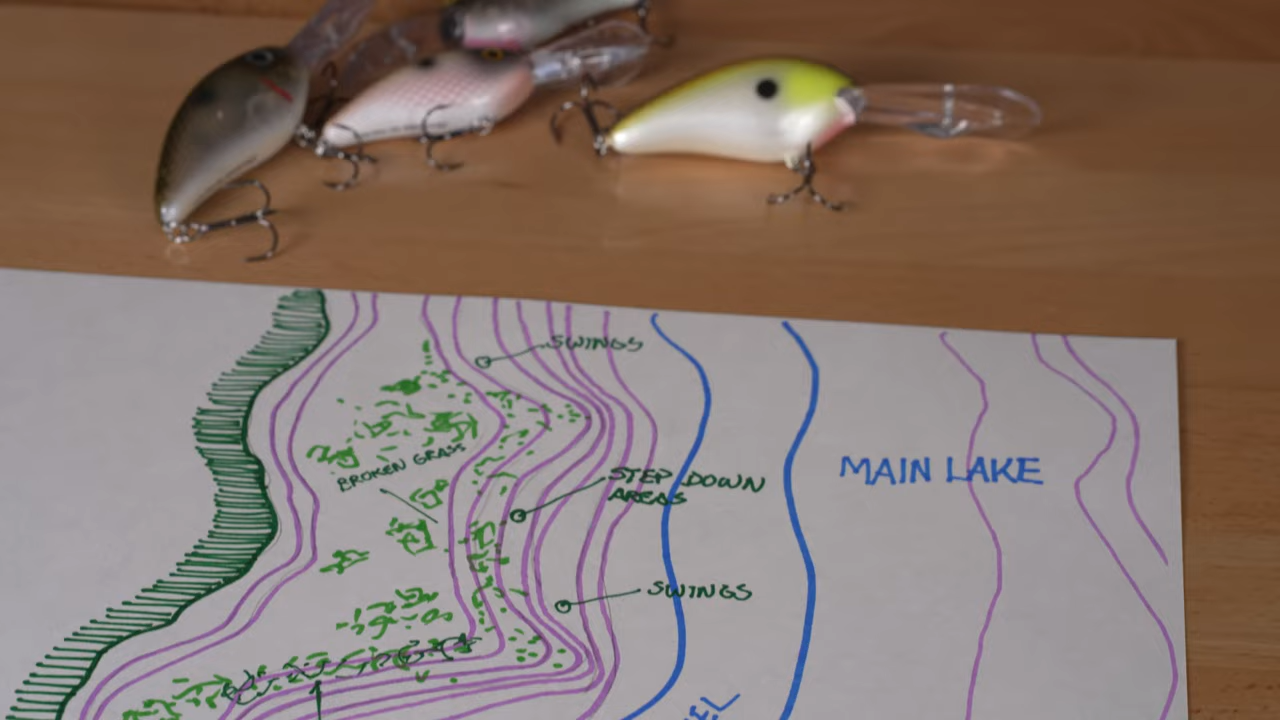 SWINGS
BROKEN GRASS
STEP DOWN
AREAS
MAIN LAKE
SWINGS